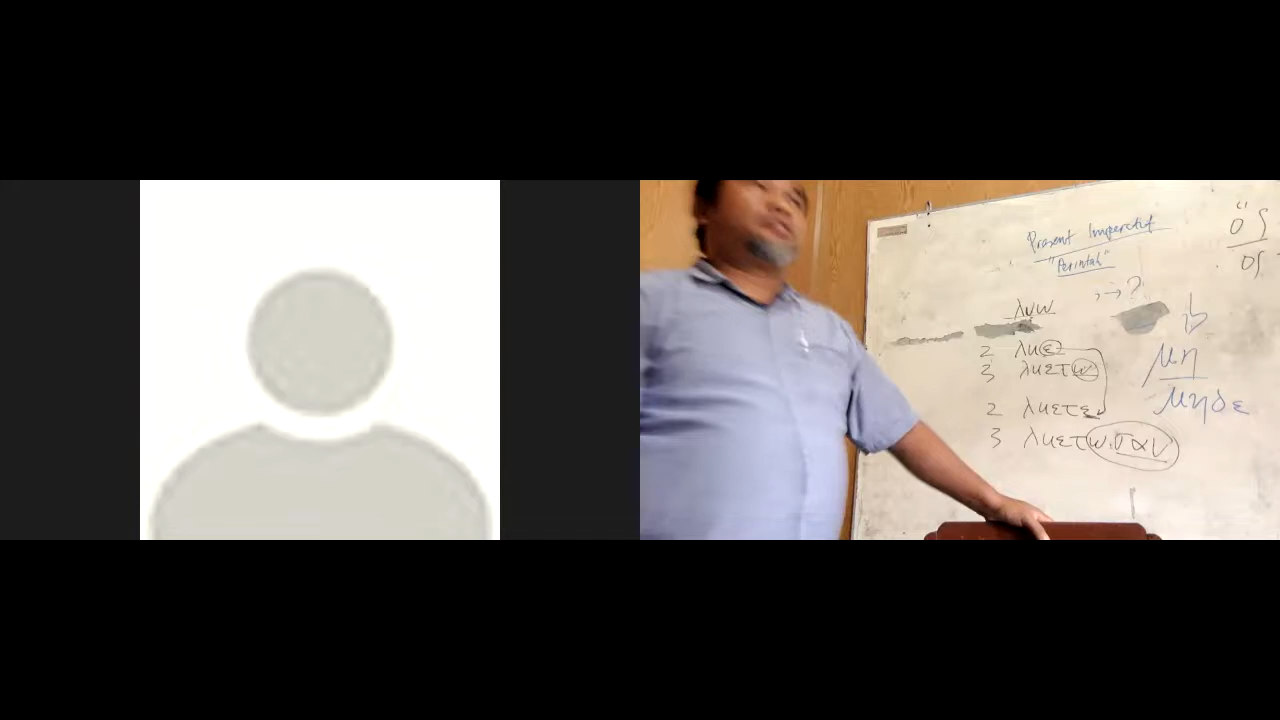 Present Imperatif
"Perintah"
; → ?
λυω
2 λυε
3 λυετω
2 λυετε
3 λυετωσαν
μη
μηδε